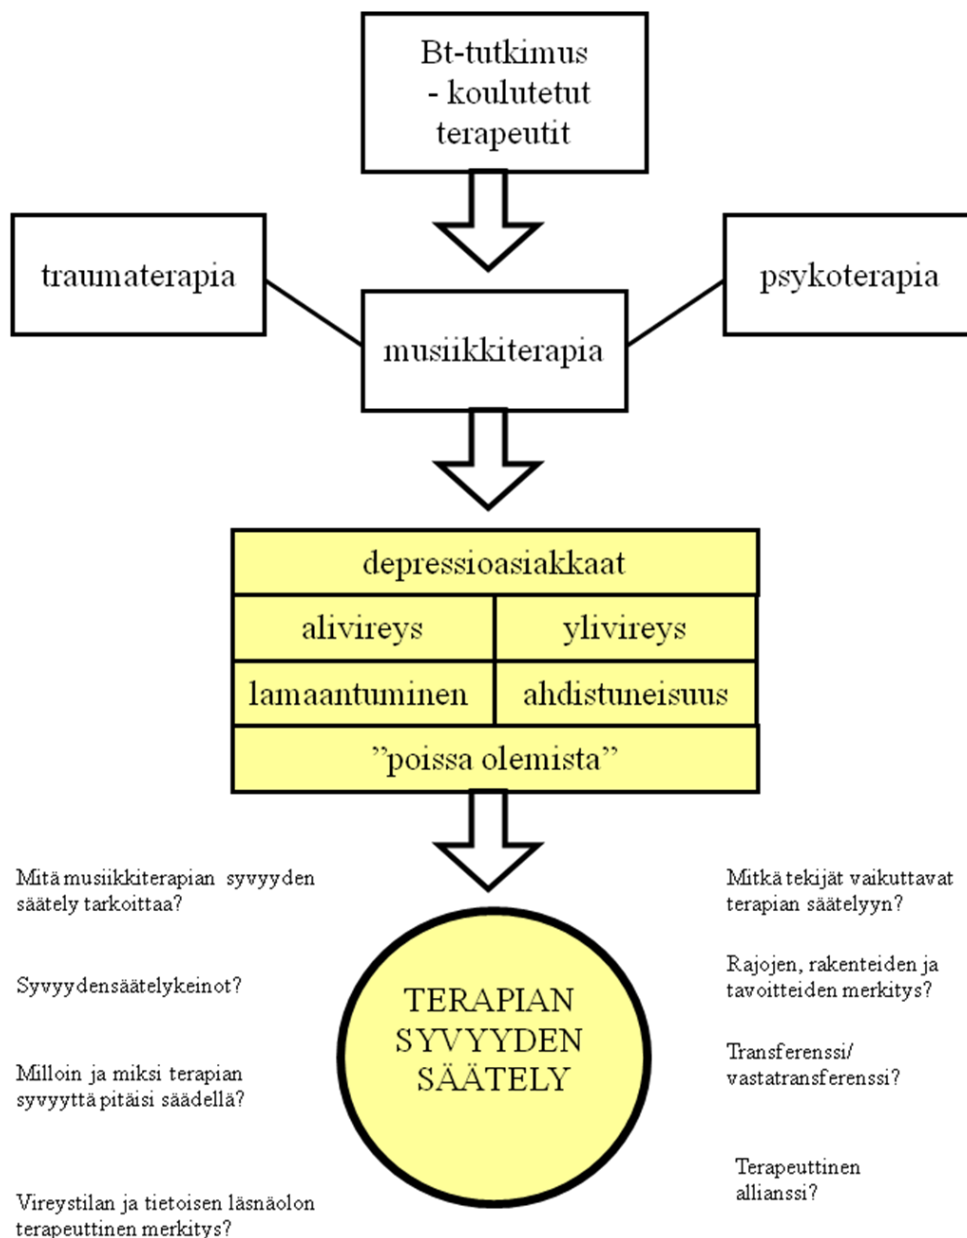 Bt-tutkimus
- koulutetut
terapeutit
traumaterapia
psykoterapia
musiikkiterapia
depressioasiakkaat
alivireys
ylivireys
lamaantuminen
ahdistuneisuus
”poissa olemista”
Mitä musiikkiterapian syvyyden
säätely tarkoittaa?
Syvyydensäätelykeinot?
Milloin ja miksi terapian
syvyyttä pitäisi säädellä?
Vireystilan ja tietoisen läsnäolon
terapeuttinen merkitys?
TERAPIAN
SYVYYDEN
SÄÄTELY
Mitkä tekijät vaikuttavat
terapian säätelyyn?
Rajojen, rakenteiden ja
tavoitteiden merkitys?
Transferenssi/
vastatransferenssi?
Terapeuttinen
allianssi?